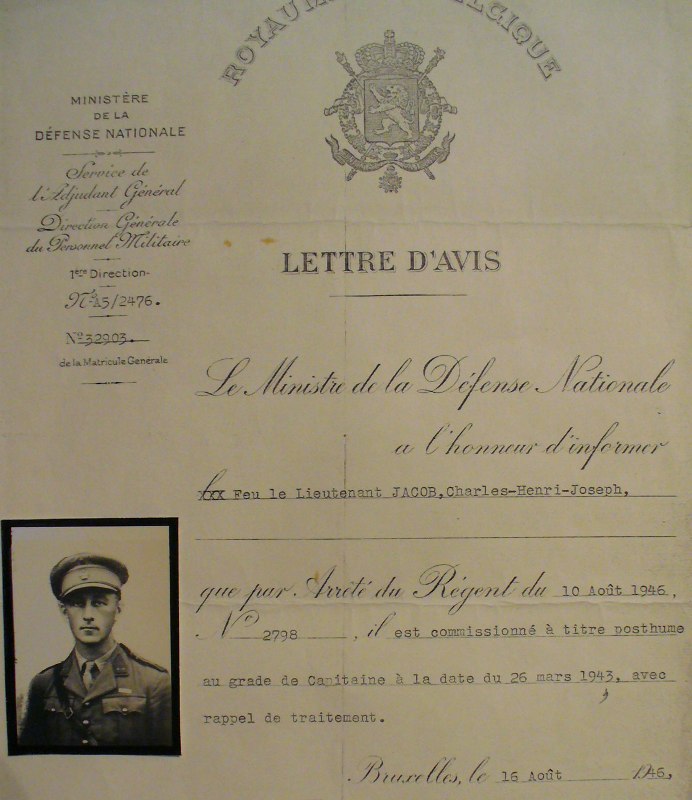 ROYAUME DE BELGIQUE
MINISTÈRE
DE LA
DÉFENSE NATIONALE
Service de
l'Adjudant Général
Direction Générale
du Personnel Militaire
1ère Direction
Nº A5/2476.
Nº 32903.
de la Matricule Générale
LETTRE D'AVIS
Le Ministre de la Défense Nationale
a l'honneur d'informer
xxx Feu le Lieutenant JACOB,Charles-Henri-Joseph,
que par Arrêté du Régent du 10 Août 1946,
Nº 2798, il est commissionné à titre posthume
au grade de Capitaine à la date du 26 mars 1943, avec
rappel de traitement.
Bruxelles, le 16 Août 1946,